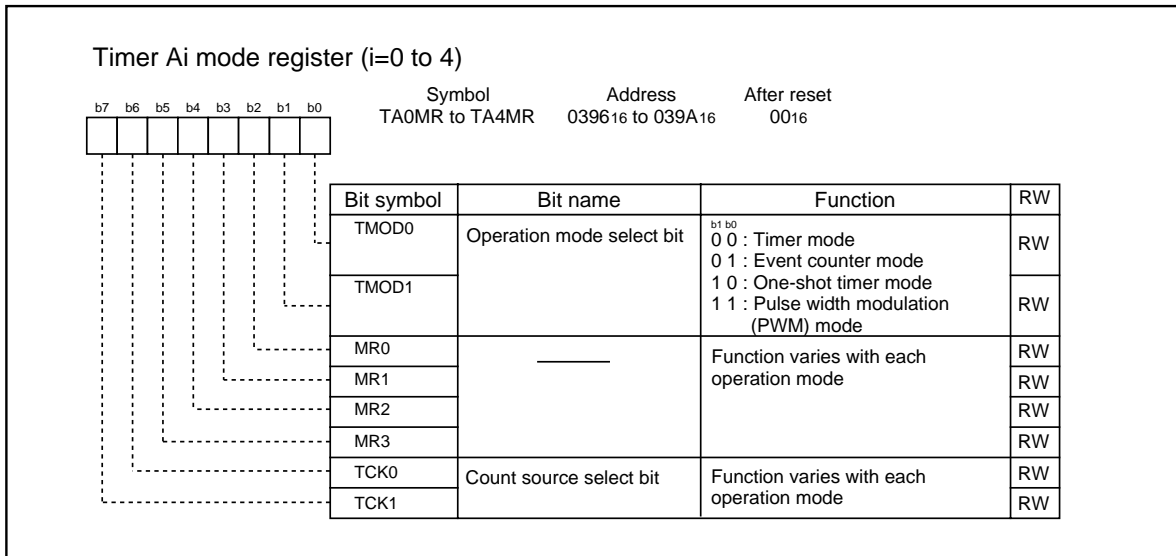 Timer Ai mode register (i=0 to 4)
b7 b6 b5 b4 b3 b2 b1 b0
Symbol Address After reset
TA0MR to TA4MR 039616 to 039A16 0016
Bit symbol Bit name Function RW
TMOD0 Operation mode select bit b1 b0
0 0 : Timer mode RW
0 1 : Event counter mode
TMOD1 1 0 : One-shot timer mode
1 1 : Pulse width modulation RW
(PWM) mode
MR0 Function varies with each RW
MR1 operation mode RW
MR2 RW
MR3 RW
TCK0 Count source select bit Function varies with each RW
TCK1 operation mode RW